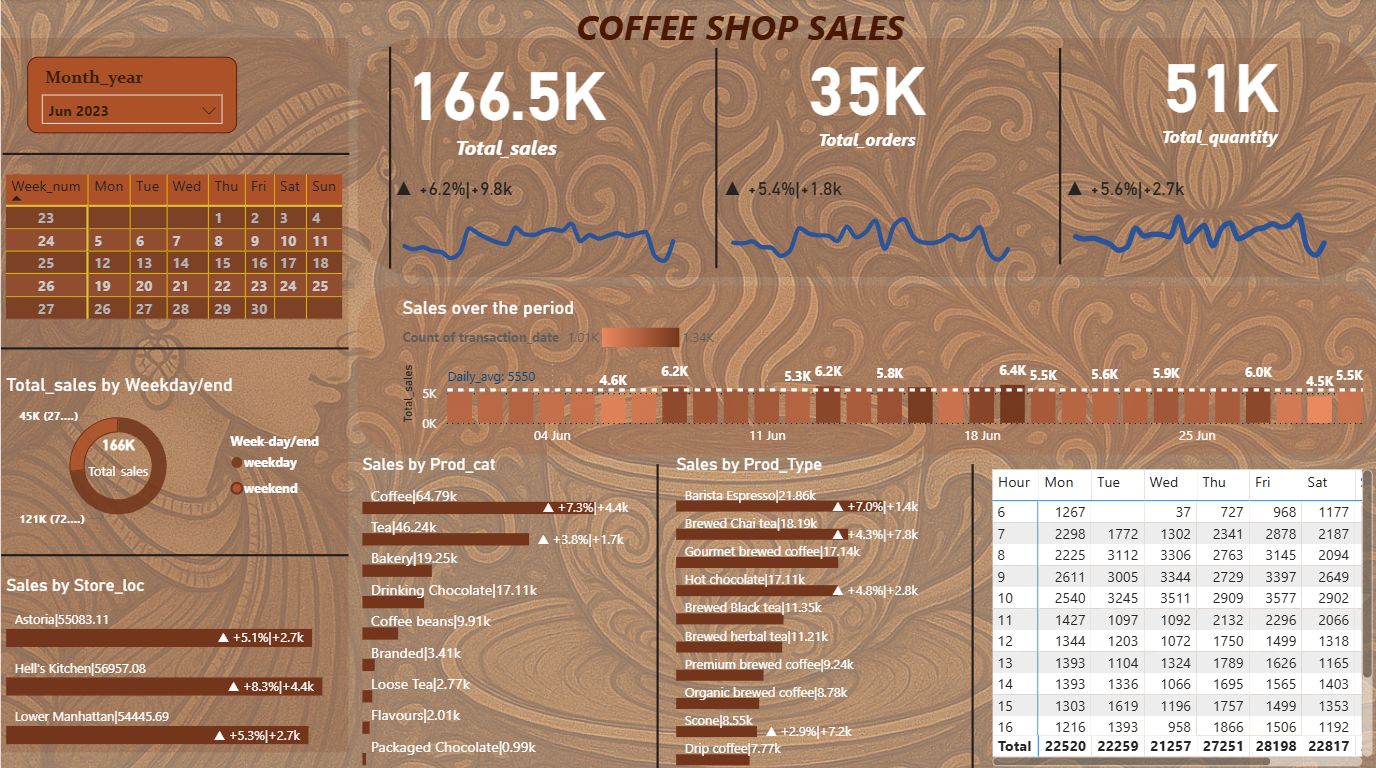 COFFEE SHOP SALES
Month_year
Jun 2023
166.5K
Total_sales
+6.2%|+9.8k
35K
Total_orders
+5.4%|+1.8k
51K
Total_quantity
+5.6%|+2.7k
Week_num Mon Tue Wed Thu Fri Sat Sun
23 1 2 3 4
24 5 6 7 8 9 10 11
25 12 13 14 15 16 17 18
26 19 20 21 22 23 24 25
27 26 27 28 29 30
Sales over the period
Count of transaction_date 1.01K 1.34K
Total_sales
Daily_avg: 5550
4.6K 6.2K 5.3K 6.2K 5.8K 6.4K 5.5K 5.6K 5.9K 6.0K 4.5K 5.5K
5K
0K
04 Jun 11 Jun 18 Jun 25 Jun
Total_sales by Weekday/end
45K (27....)
166K
Total sales
121K (72....)
Week-day/end
weekday
weekend
Sales by Store_loc
Astoria|55083.11
+5.1%|+2.7k
Hell's Kitchen|56957.08
+8.3%|+4.4k
Lower Manhattan|54445.69
+5.3%|+2.7k
Sales by Prod_cat
Coffee|64.79k
+7.3%|+4.4k
Tea|46.24k
+3.8%|+1.7k
Bakery|19.25k
Drinking Chocolate|17.11k
Coffee beans|9.91k
Branded|3.41k
Loose Tea|2.77k
Flavours|2.01k
Packaged Chocolate|0.99k
Sales by Prod_Type
Barista Espresso|21.86k
+7.0%|+1.4k
Brewed Chai tea|18.19k
+4.3%|+7.8k
Gourmet brewed coffee|17.14k
Hot chocolate|17.11k
+4.8%|+2.8k
Brewed Black tea|11.35k
Brewed herbal tea|11.21k
Premium brewed coffee|9.24k
Organic brewed coffee|8.78k
Scone|8.55k
+2.9%|+7.2k
Drip coffee|7.77k
Hour Mon Tue Wed Thu Fri Sat
6 1267 37 727 968 1177
7 2298 1772 1302 2341 2878 2187
8 2225 3112 3306 2763 3145 2094
9 2611 3005 3344 2729 3397 2649
10 2540 3245 3511 2909 3577 2902
11 1427 1097 1092 2132 2296 2066
12 1344 1203 1072 1750 1499 1318
13 1393 1104 1324 1789 1626 1165
14 1393 1336 1066 1695 1565 1403
15 1303 1619 1196 1757 1499 1353
16 1216 1393 958 1866 1506 1192
Total 22520 22259 21257 27251 28198 22817